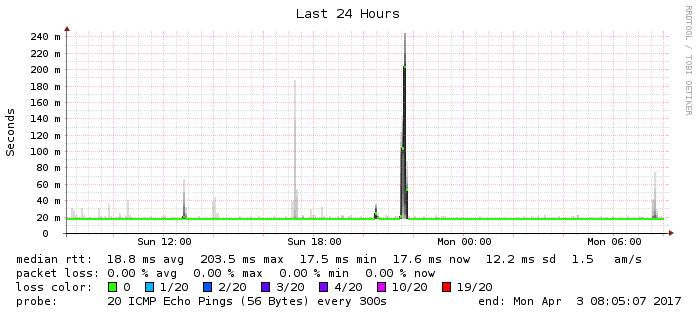 Last 24 Hours
RRDTOOL / TOBI OETIKER
Seconds
240 m
220 m
200 m
180 m
160 m
140 m
120 m
100 m
80 m
60 m
40 m
20 m
0
Sun 12:00 Sun 18:00 Mon 00:00 Mon 06:00
median rtt: 18.8 ms avg 203.5 ms max 17.5 ms min 17.6 ms now 12.2 ms sd 1.5 am/s
packet loss: 0.00 % avg 0.00 % max 0.00 % min 0.00 % now
loss color: 0 1/20 2/20 3/20 4/20 10/20 19/20
probe: 20 ICMP Echo Pings (56 Bytes) every 300s end: Mon Apr 3 08:05:07 2017